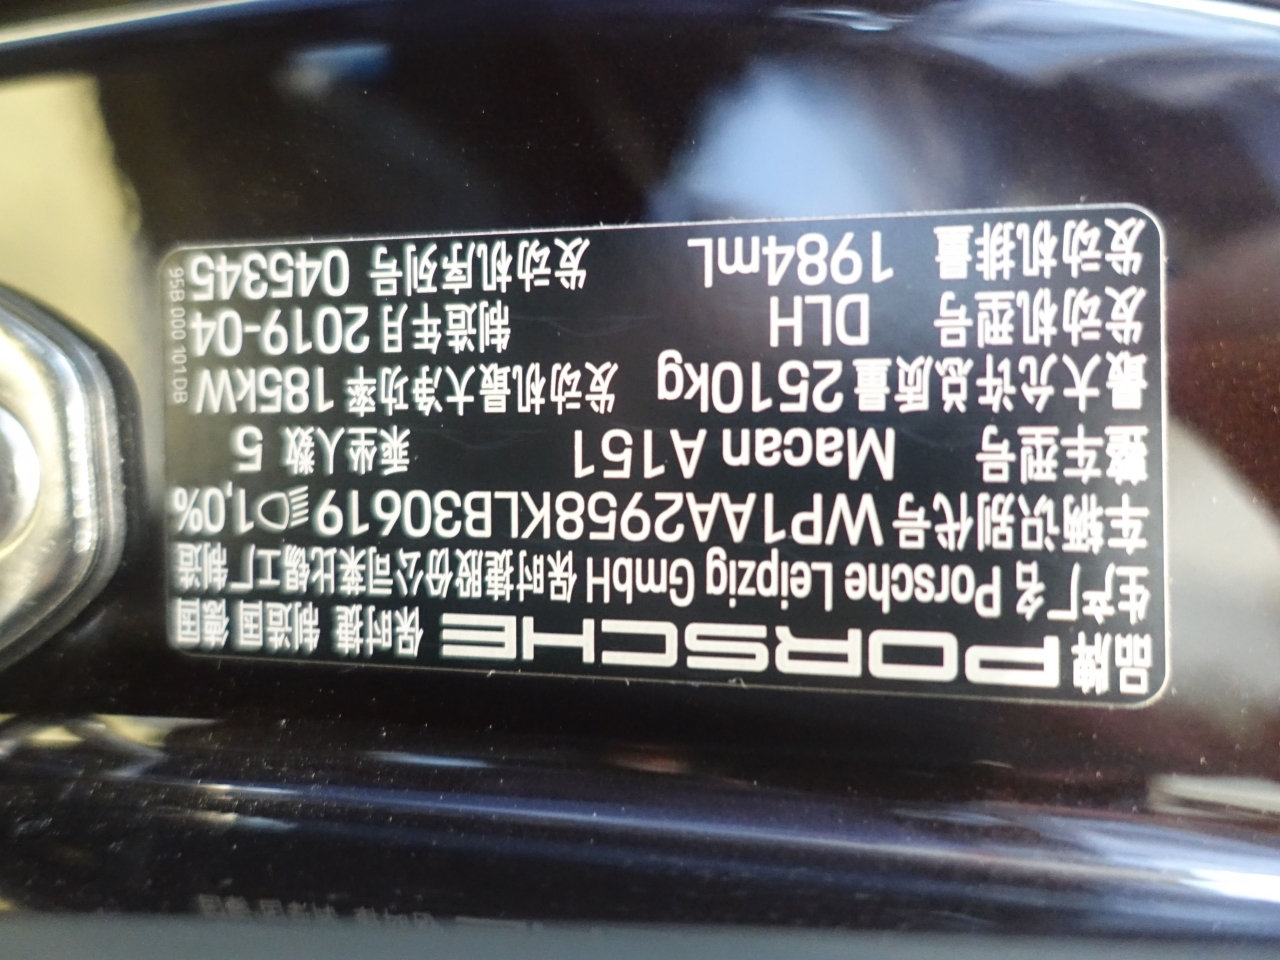 品牌 PORSCHE 保时捷 制造国 德国
生产厂名 Porsche Leipzig GmbH 保时捷股份公司莱比锡工厂制造
车辆识别代号 WP1AA2958KLB30619 1,0%
整车型号 Macan A151 乘坐人数 5
最大允许总质量 2510kg 发动机最大净功率 185kW
发动机型号 DLH 制造年月 2019-04
发动机排量 1984mL 发动机序列号 045345
95B 000 101 DB